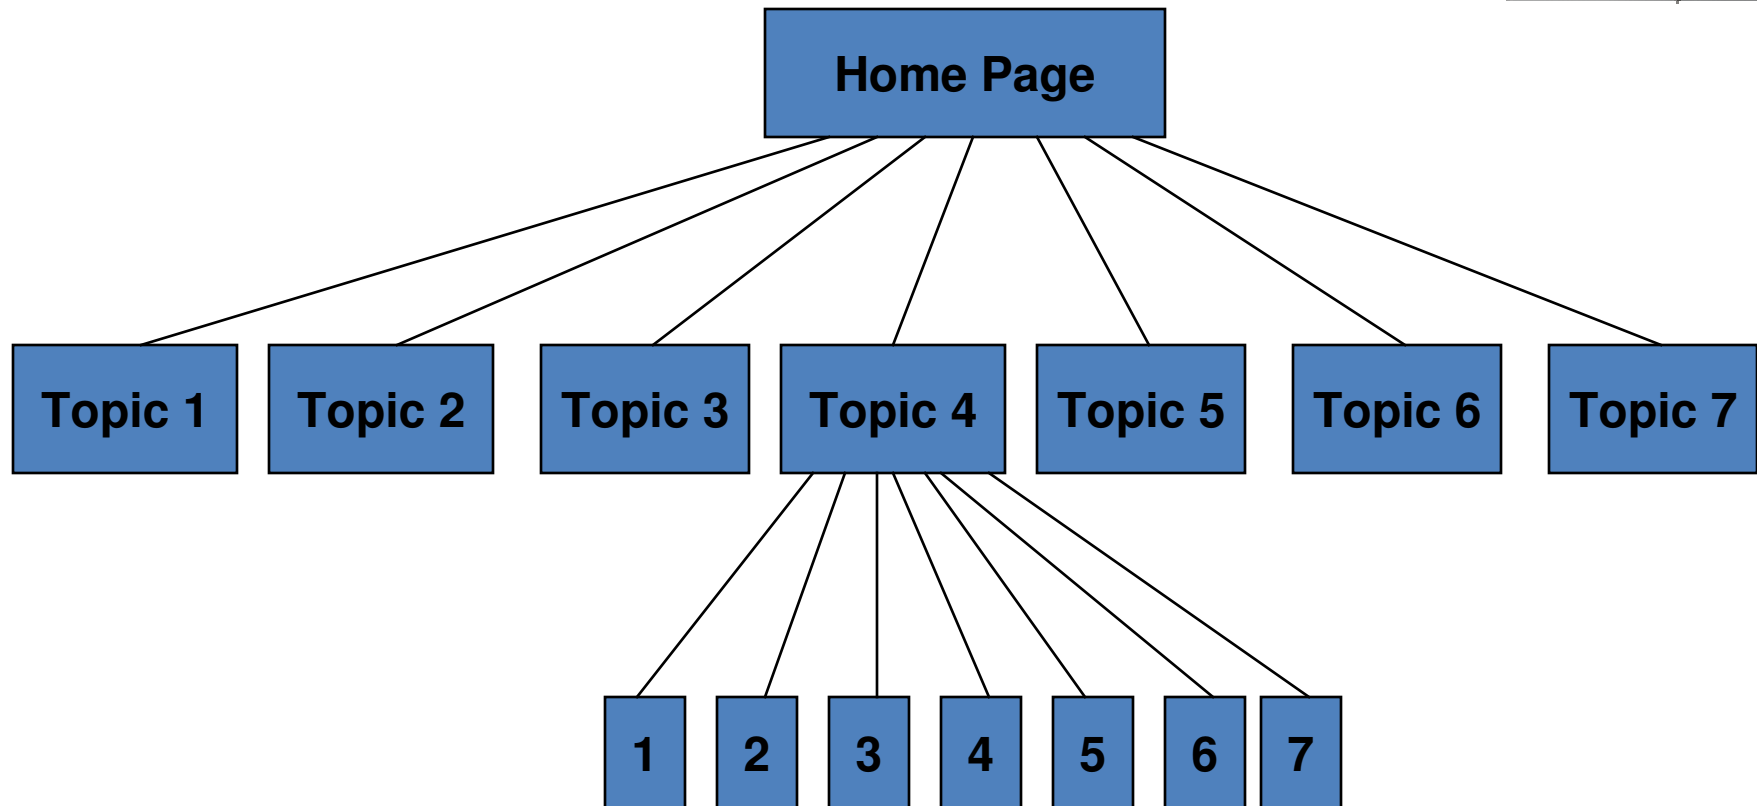 Home Page
Topic 1
Topic 2
Topic 3
Topic 4
Topic 5
Topic 6
Topic 7
1
2
3
4
5
6
7